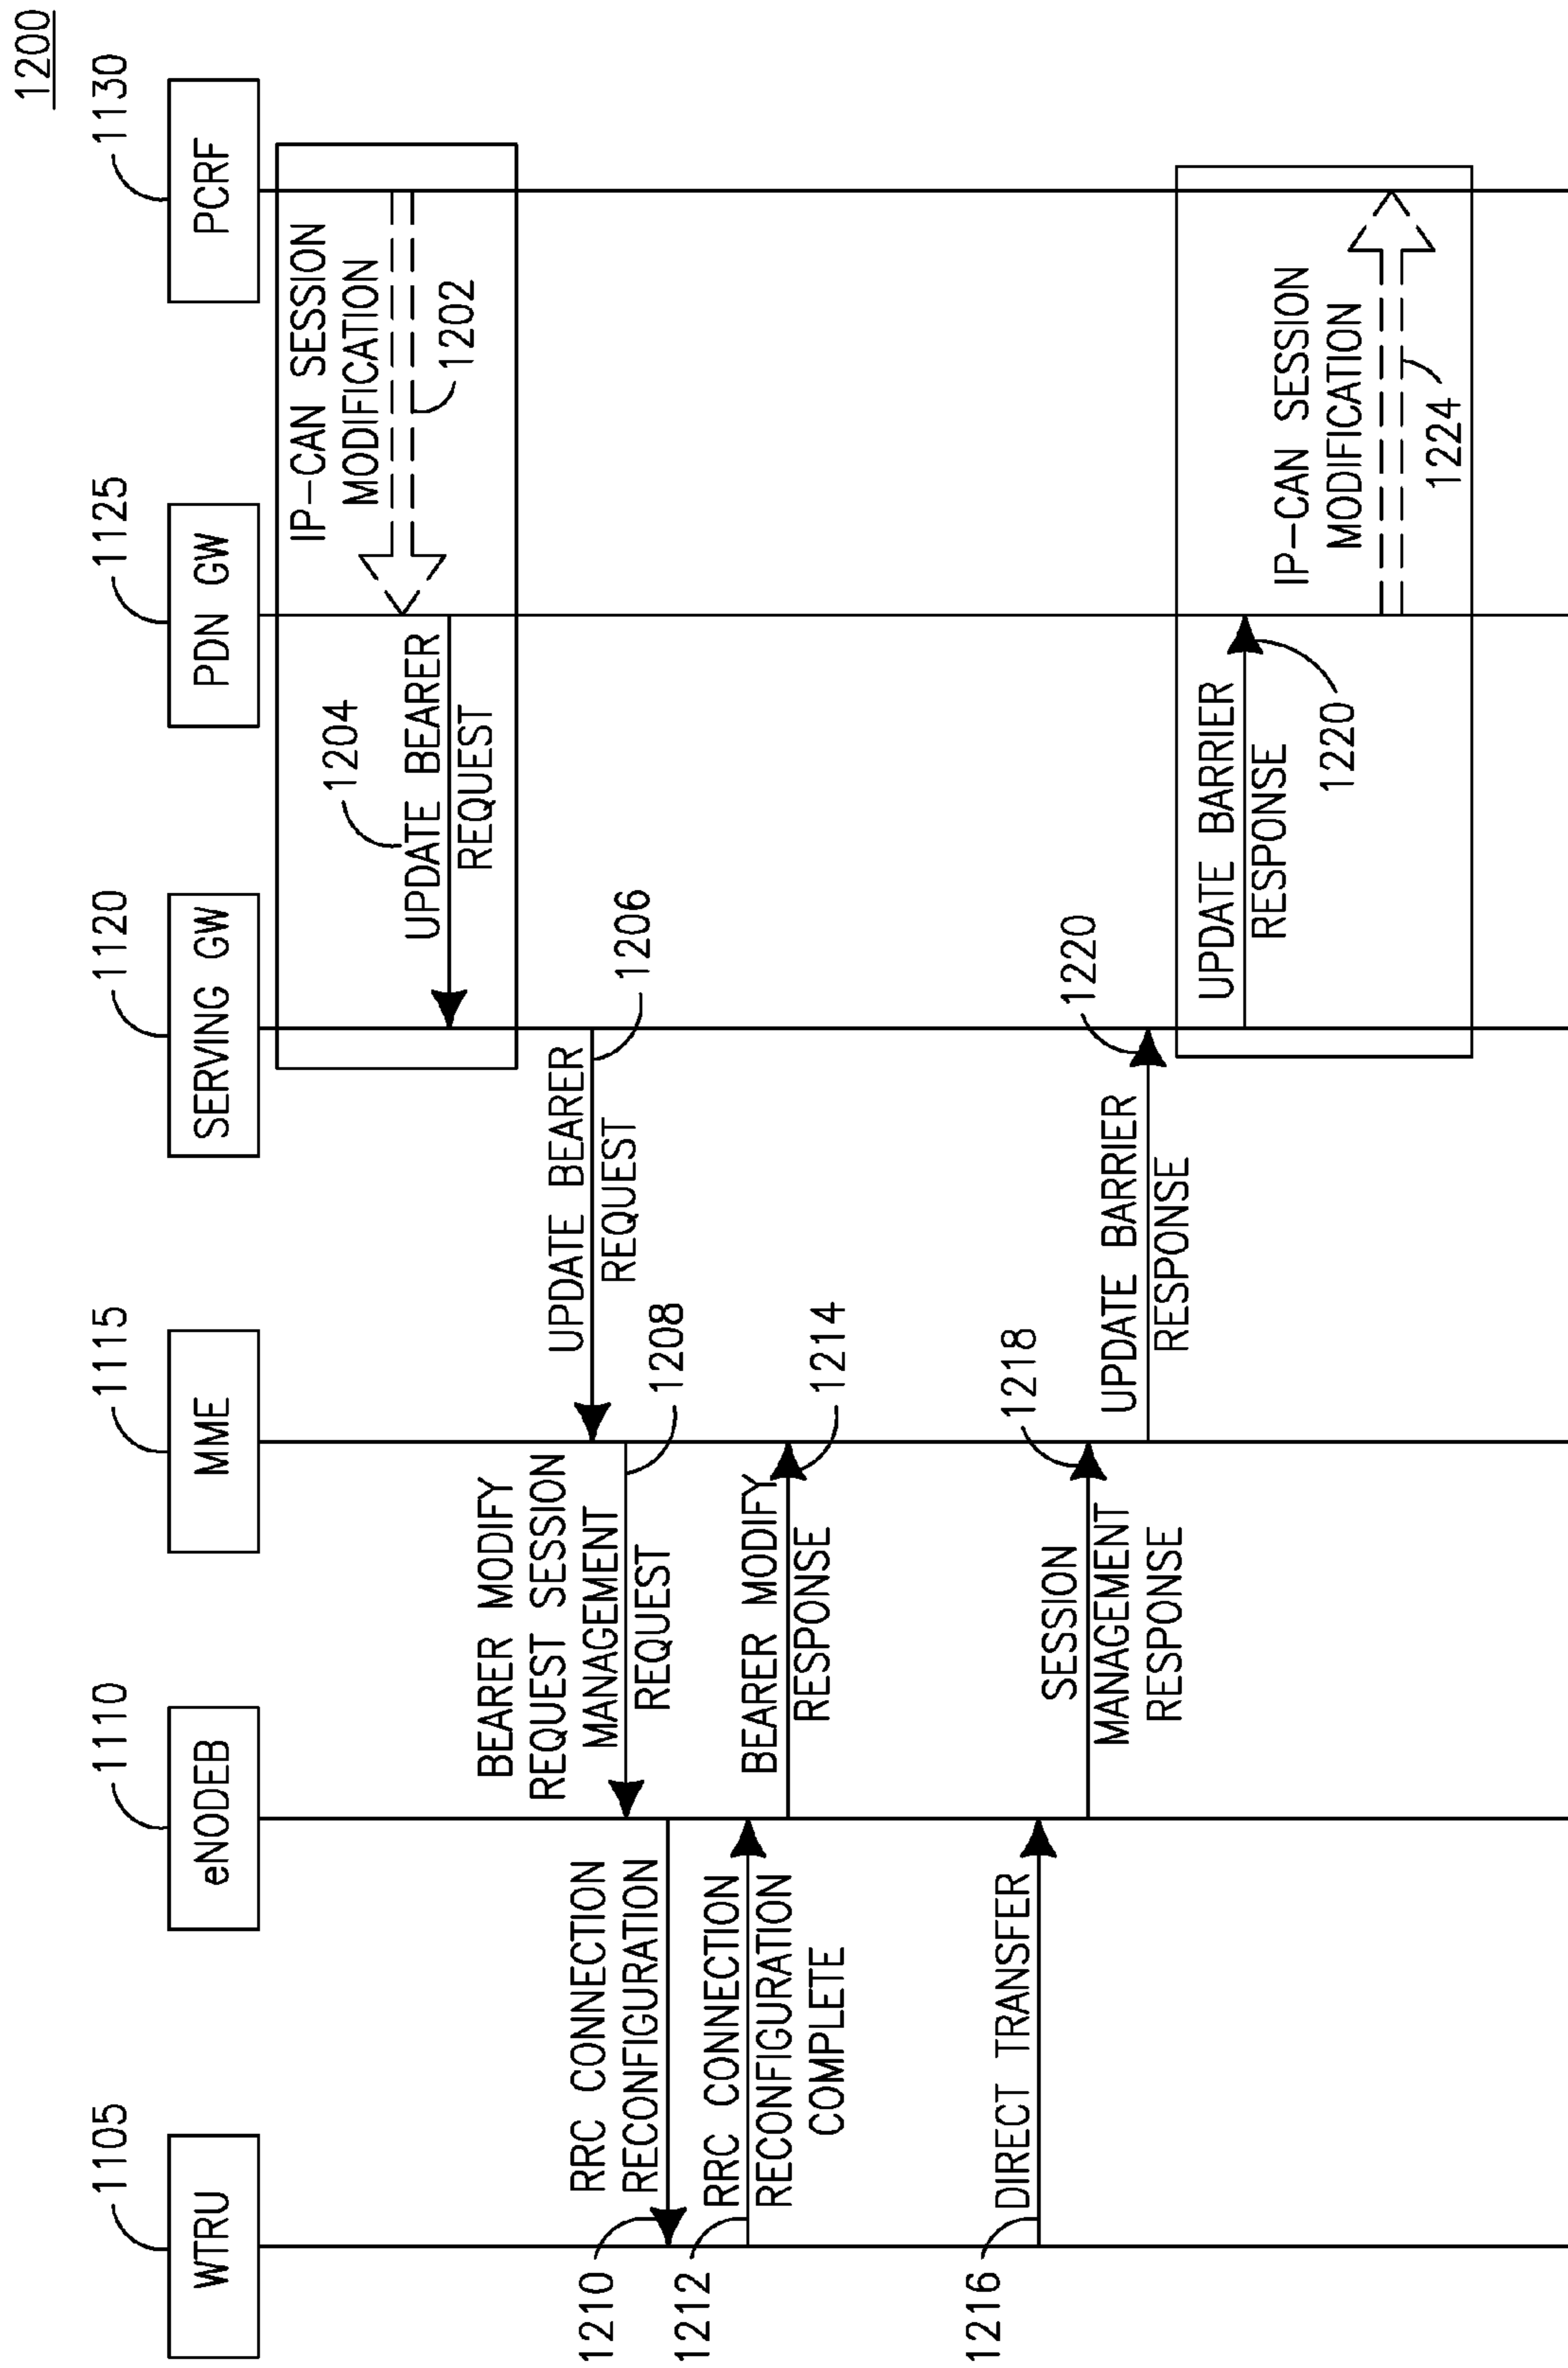 1200
1105
1110
1115
1120
1125
1130
WTRU
eNODEB
MME
SERVING GW
PDN GW
PCRF
IP-CAN SESSION
MODIFICATION
1202
1204
UPDATE BEARER
REQUEST
UPDATE BEARER
REQUEST
1206
BEARER MODIFY
REQUEST SESSION
MANAGEMENT
REQUEST
1208
RRC CONNECTION
RECONFIGURATION
1210
RRC CONNECTION
RECONFIGURATION
COMPLETE
1212
BEARER MODIFY
RESPONSE
1214
DIRECT TRANSFER
1216
SESSION
MANAGEMENT
RESPONSE
1218
UPDATE BARRIER
RESPONSE
1220
UPDATE BARRIER
RESPONSE
1220
IP-CAN SESSION
MODIFICATION
1224